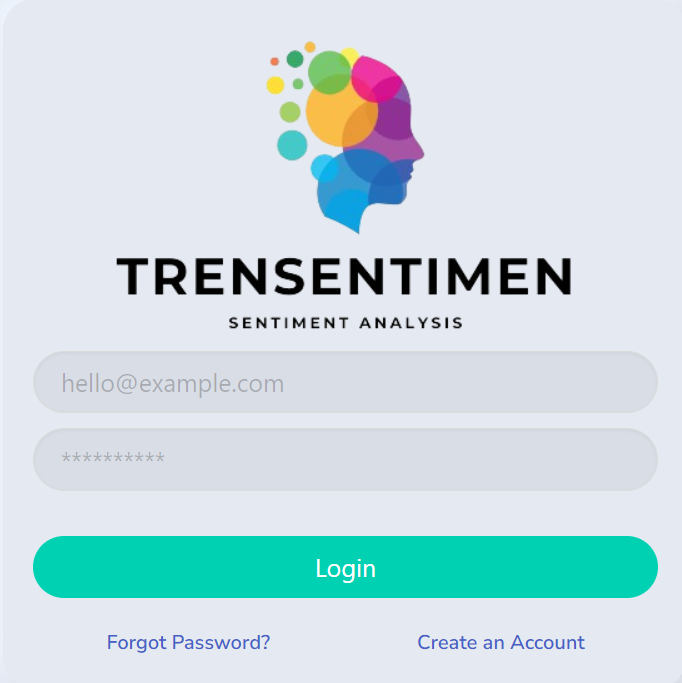 TRENSENTIMEN
SENTIMENT ANALYSIS
hello@example.com
**********
Login
Forgot Password? Create an Account